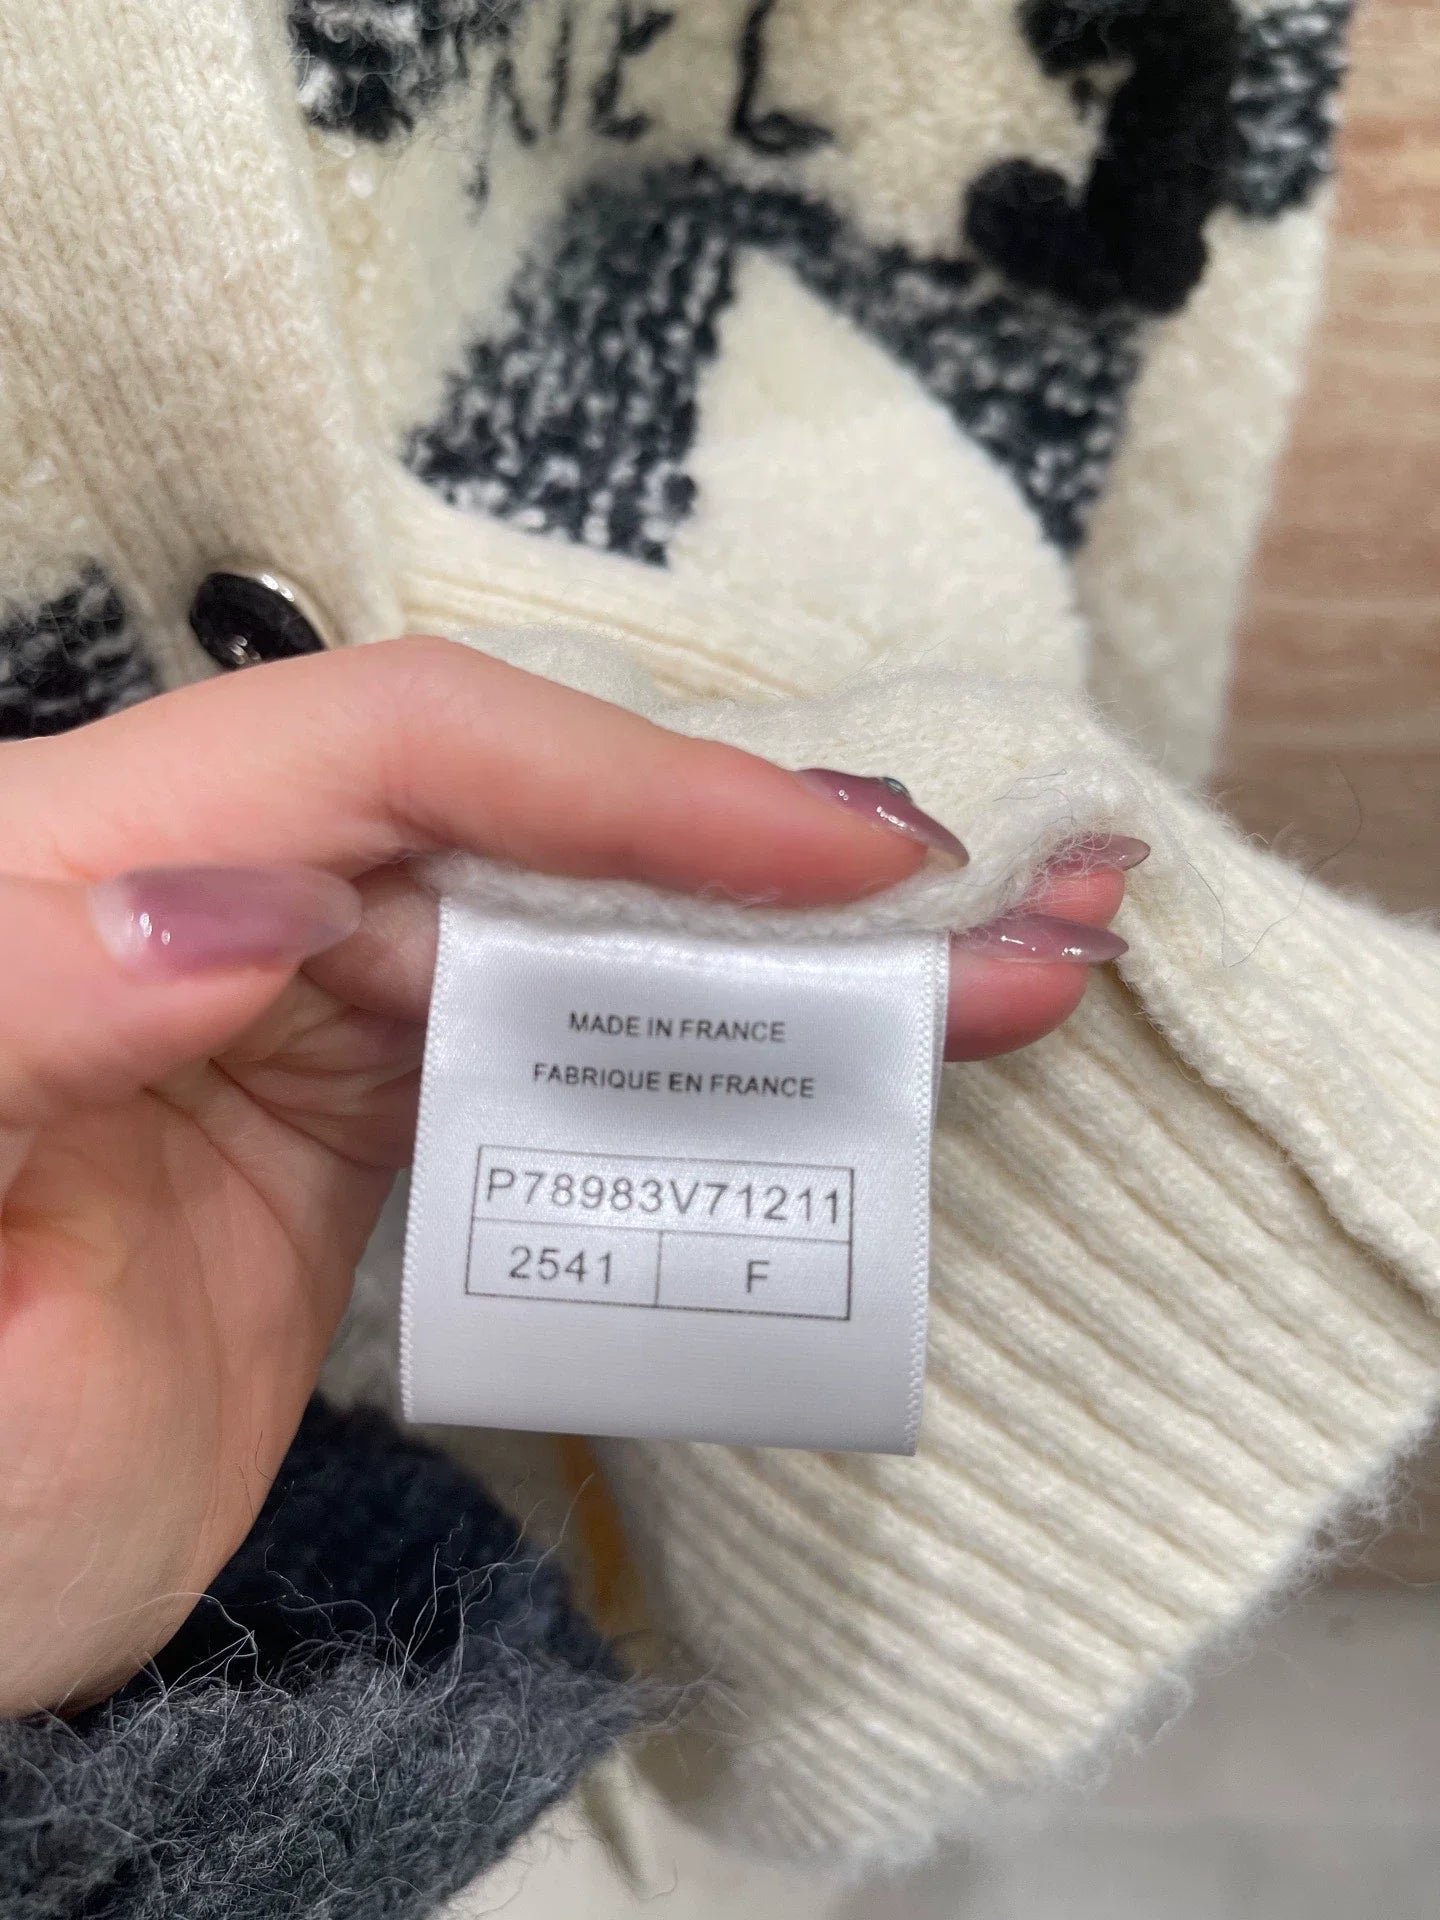 NEL
MADE IN FRANCE
FABRIQUE EN FRANCE
P78983V71211
2541 F